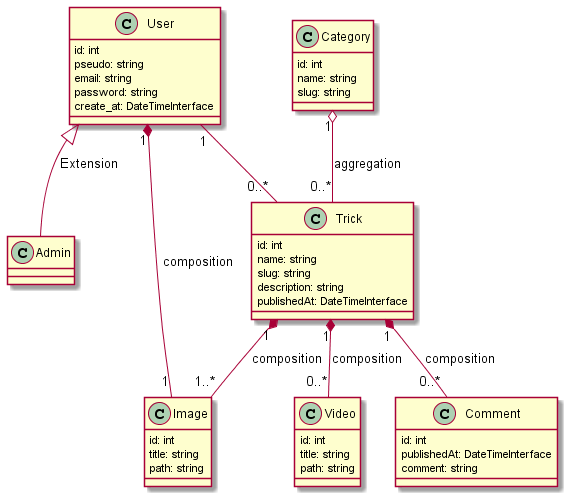 C User
id: int
pseudo: string
email: string
password: string
create_at: DateTimeInterface
C Category
id: int
name: string
slug: string
1
1
1
Extension
aggregation
0..*
0..*
C Admin
composition
C Trick
id: int
name: string
slug: string
description: string
publishedAt: DateTimeInterface
1
1
1
composition
composition
composition
1
1..*
0..*
0..*
C Image
id: int
title: string
path: string
C Video
id: int
title: string
path: string
C Comment
id: int
publishedAt: DateTimeInterface
comment: string